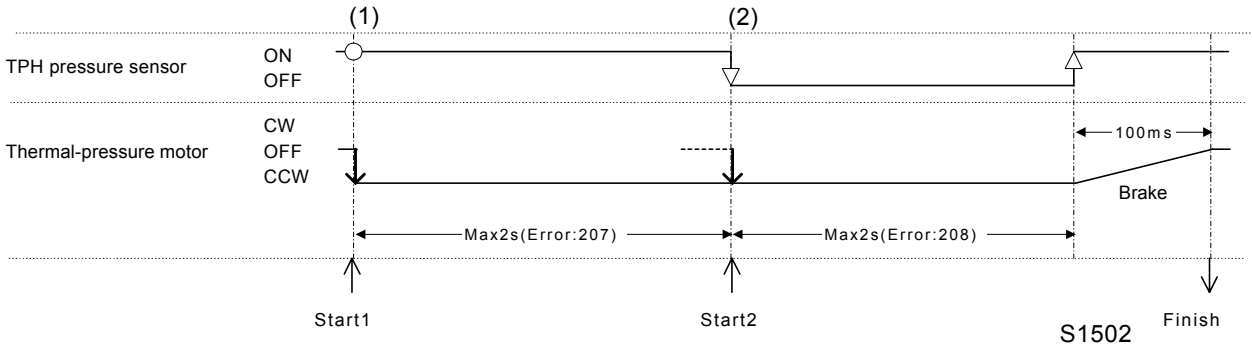 (1) (2)
TPH pressure sensor
ON
OFF
Thermal-pressure motor
CW
OFF
CCW
100ms
Brake
Max2s(Error:207) Max2s(Error:208)
Start1 Start2 Finish
S1502